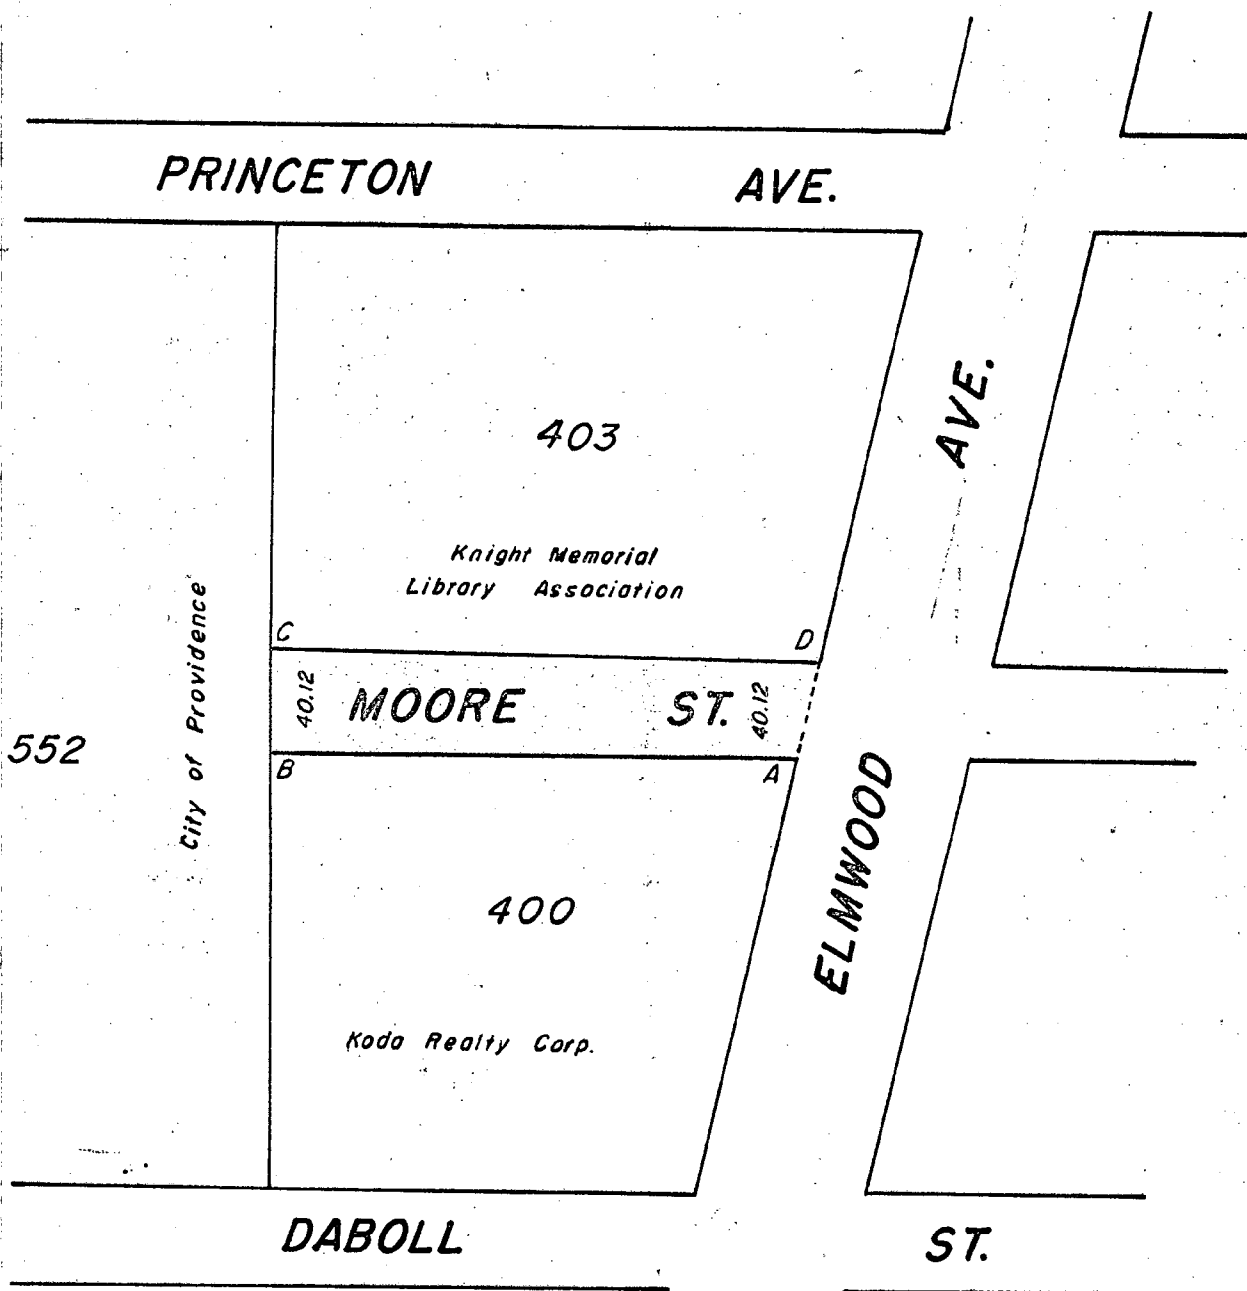 PRINCETON AVE.
AVE.
403
Knight Memorial
Library Association
City of Providence
C D
40.12 MOORE ST. 40.12
552
B A
ELMWOOD
400
Koda Realty Corp.
DABOLL ST.